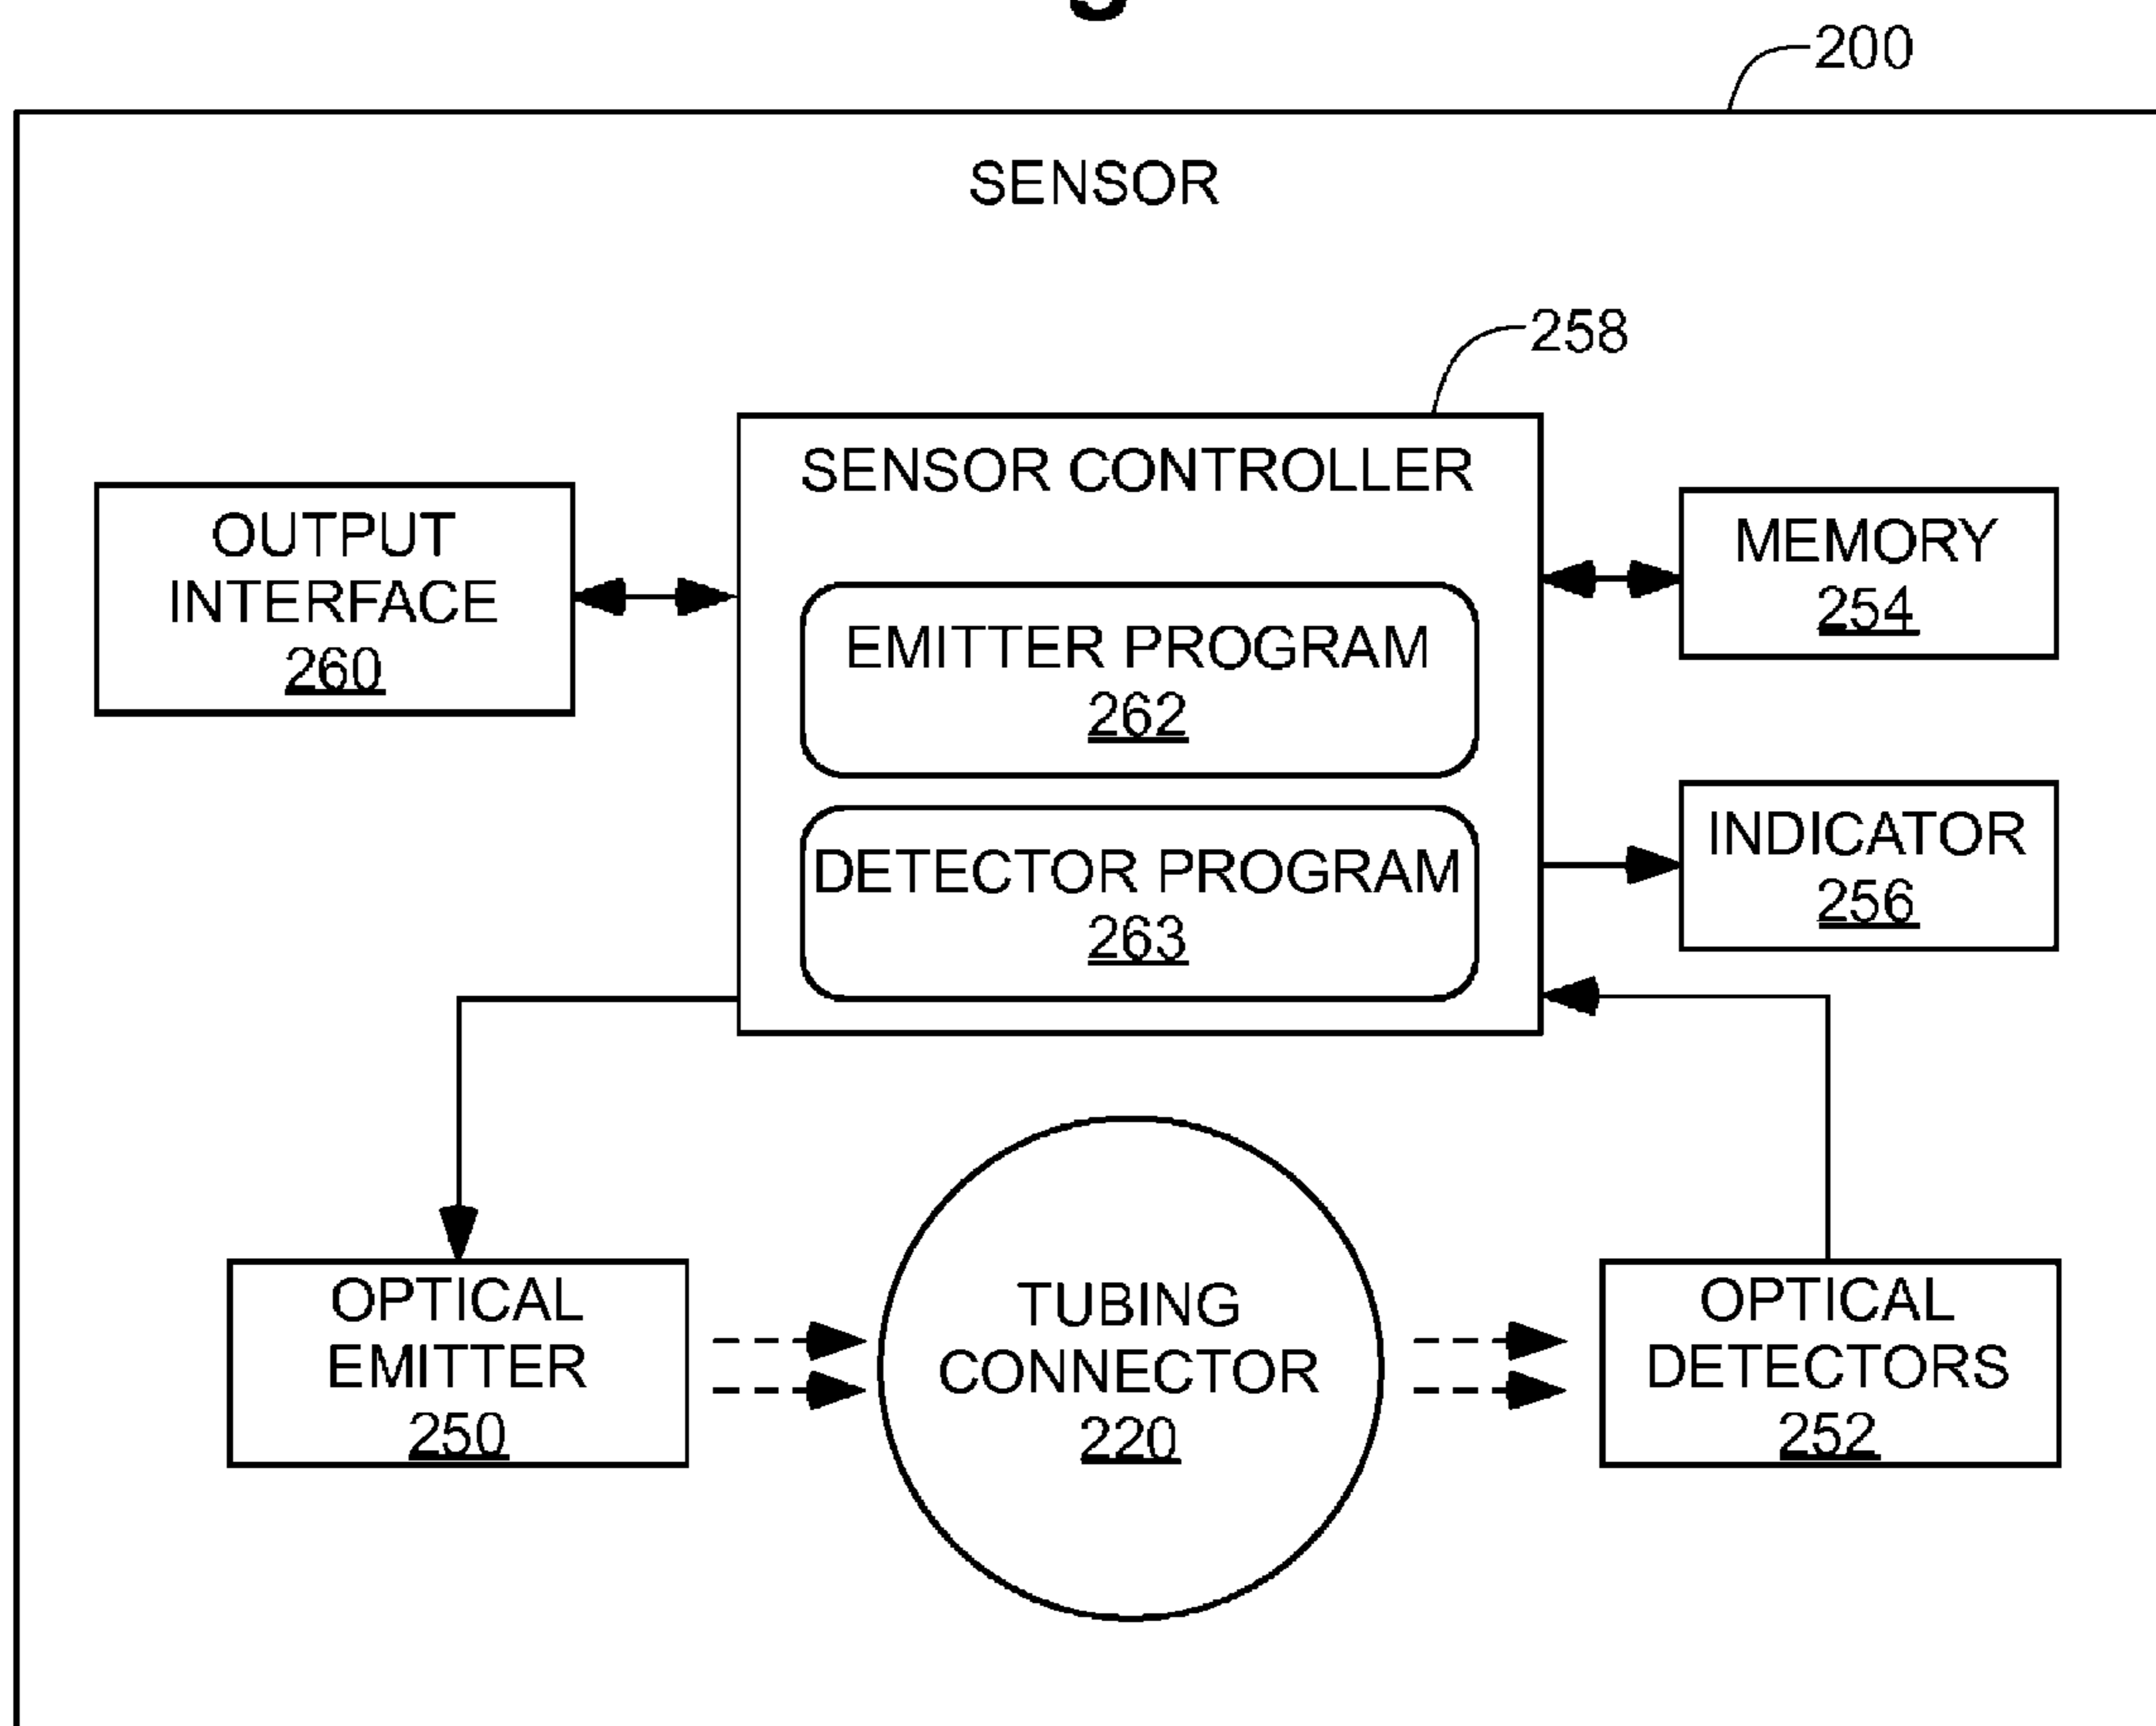 200
SENSOR
258
SENSOR CONTROLLER
OUTPUT
INTERFACE
260
EMITTER PROGRAM
262
DETECTOR PROGRAM
263
MEMORY
254
INDICATOR
256
OPTICAL
EMITTER
250
TUBING
CONNECTOR
220
OPTICAL
DETECTORS
252